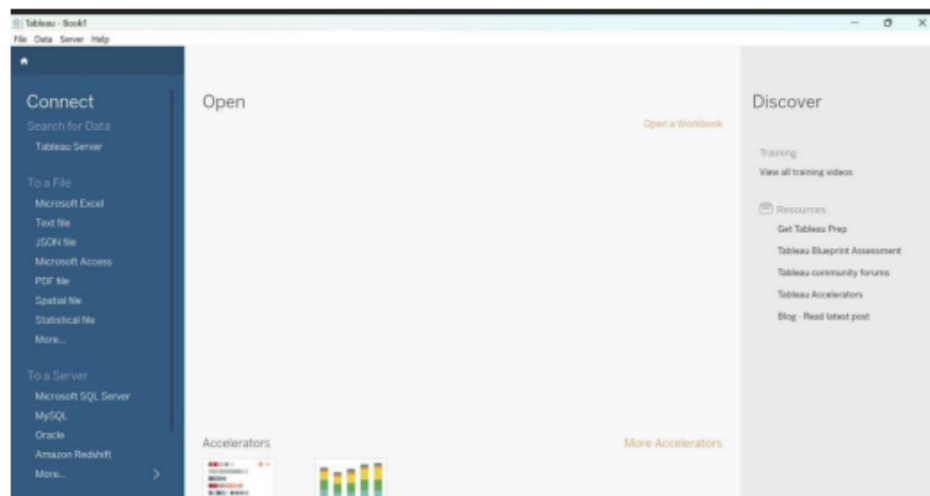 Tableau - Book1
File Data Server Help
Connect
Search for Data
Tableau Server
To a File
Microsoft Excel
Text file
JSON file
Microsoft Access
PDF file
Spatial file
Statistical file
More...
To a Server
Microsoft SQL Server
MySQL
Oracle
Amazon Redshift
More...
Open
Open a Workbook
Accelerators
More Accelerators
Discover
Training
View all training videos
Resources
Get Tableau Prep
Tableau Blueprint Assessment
Tableau community forums
Tableau Accelerators
Blog - Read latest post